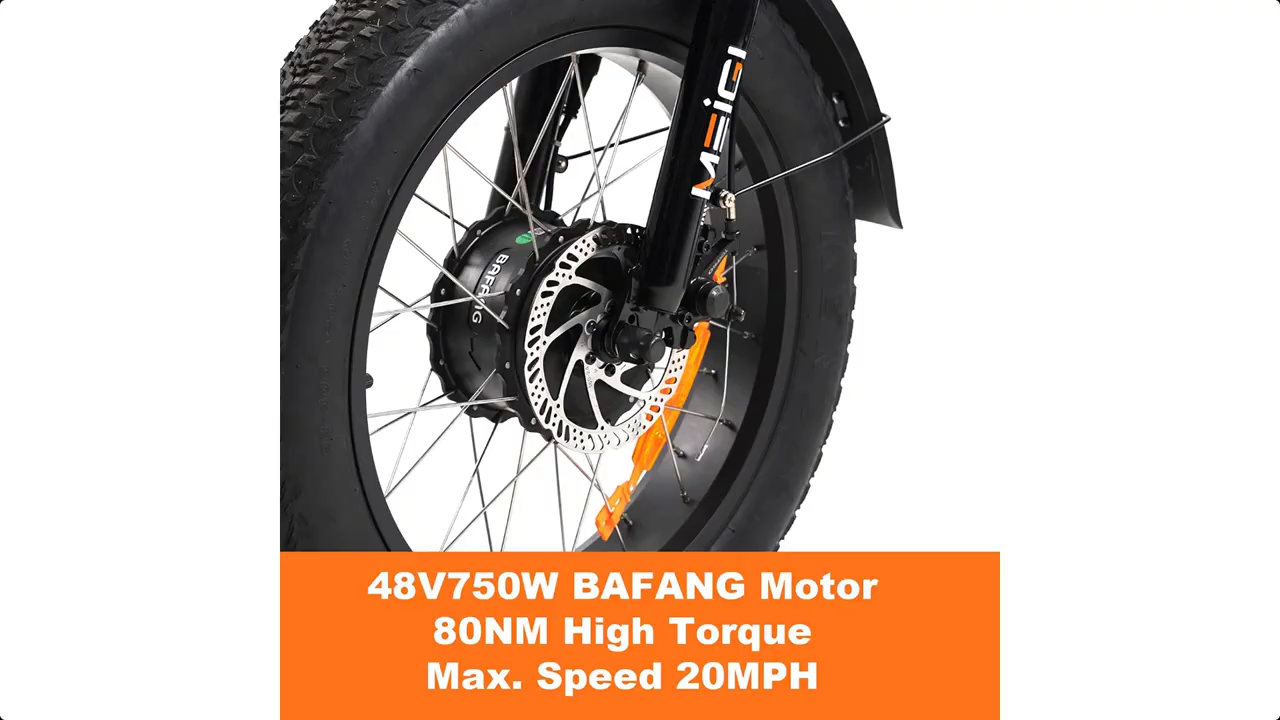 MEIGI
BAFANG
48V750W BAFANG Motor
80NM High Torque
Max. Speed 20MPH